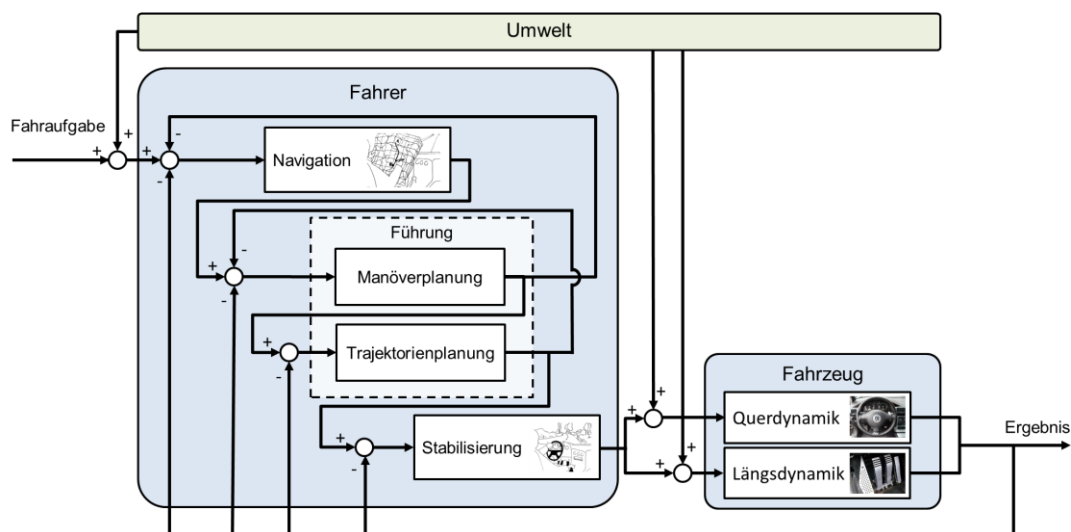 Umwelt
Fahrer
Fahraufgabe
+
-
+
+
Navigation
-
Führung
+
-
Manöverplanung
-
+
Trajektorienplanung
-
Fahrzeug
+
+
Querdynamik
Ergebnis
+
Stabilisierung
-
+
+
Längsdynamik